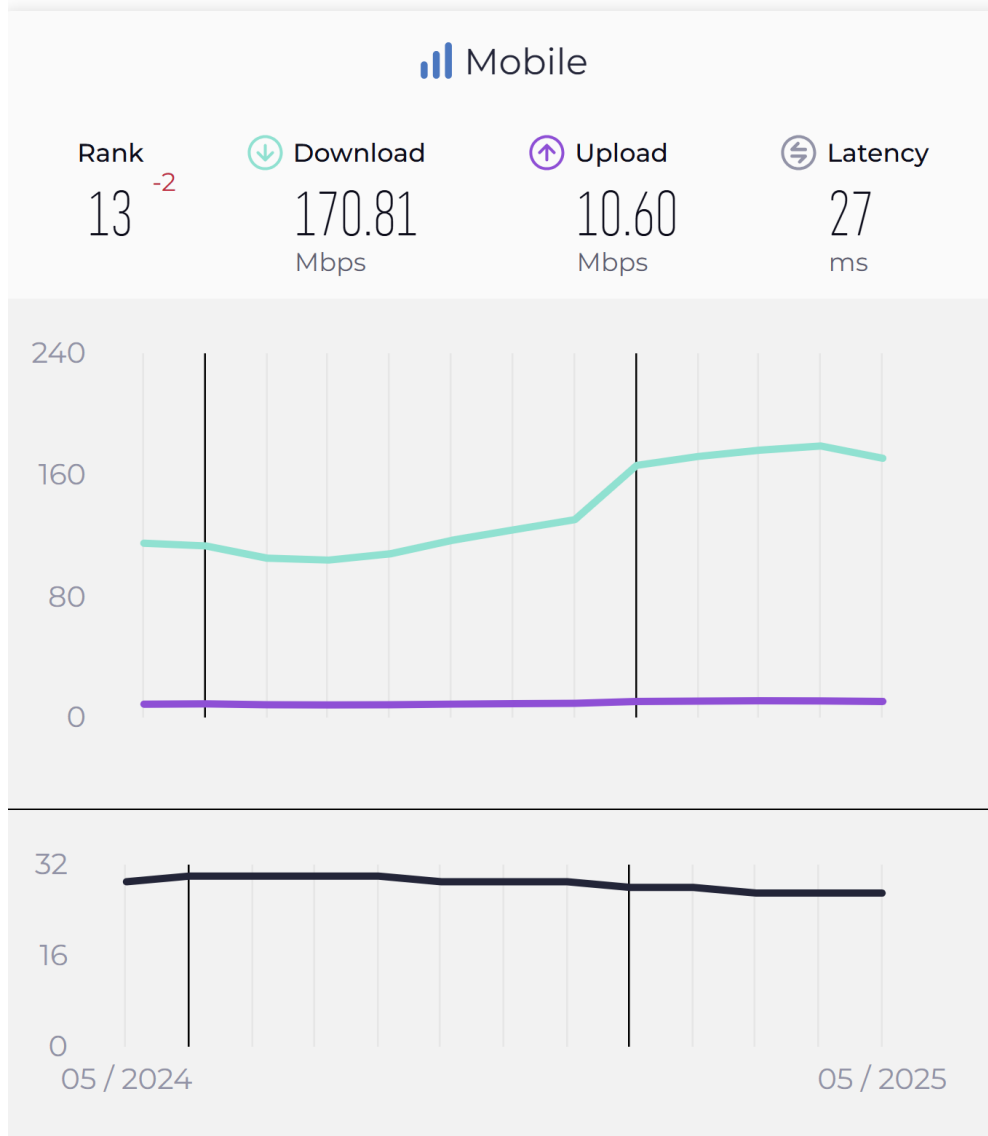 Mobile
Rank
Download
Upload
Latency
13 -2
170.81
10.60
27
Mbps
Mbps
ms
240
160
80
0
32
16
0
05 / 2024
05 / 2025